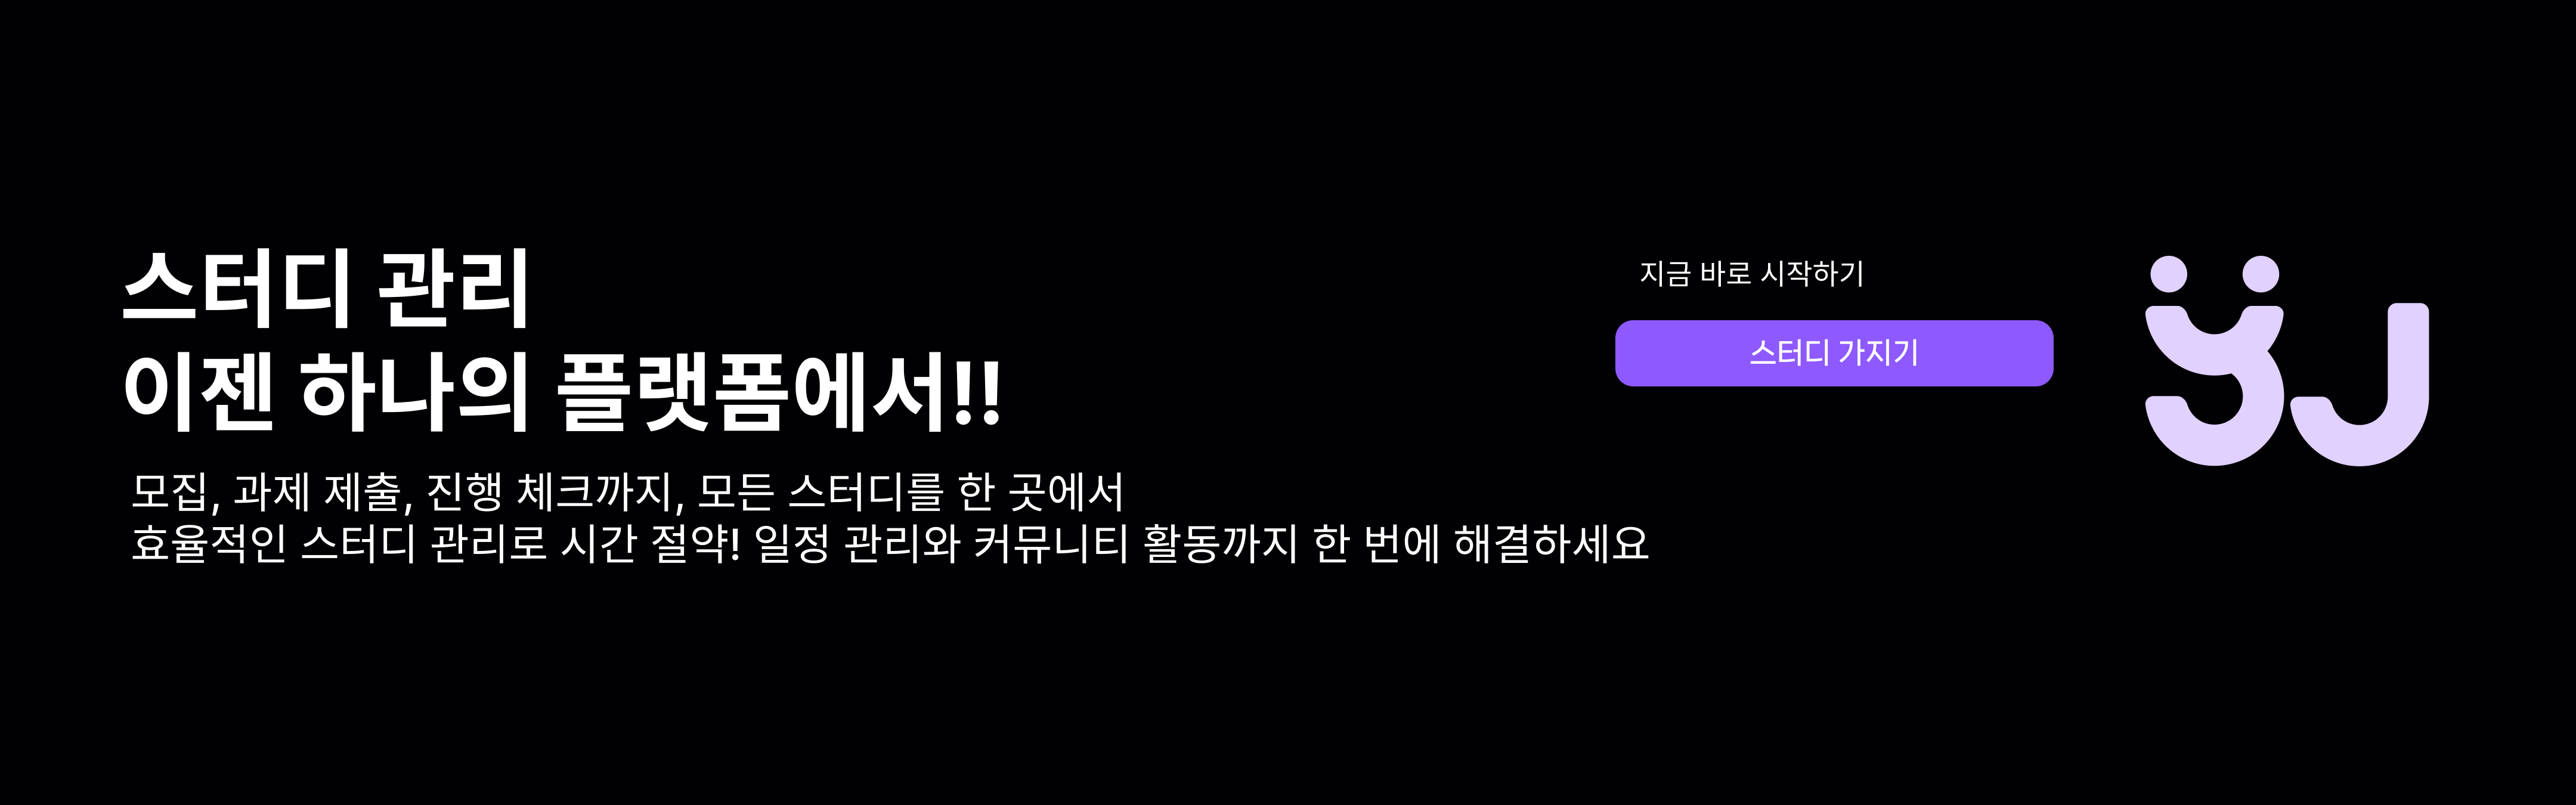 스터디 관리
이젠 하나의 플랫폼에서!!
모집, 과제 제출, 진행 체크까지, 모든 스터디를 한 곳에서
효율적인 스터디 관리로 시간 절약! 일정 관리와 커뮤니티 활동까지 한 번에 해결하세요
지금 바로 시작하기
스터디 가지기